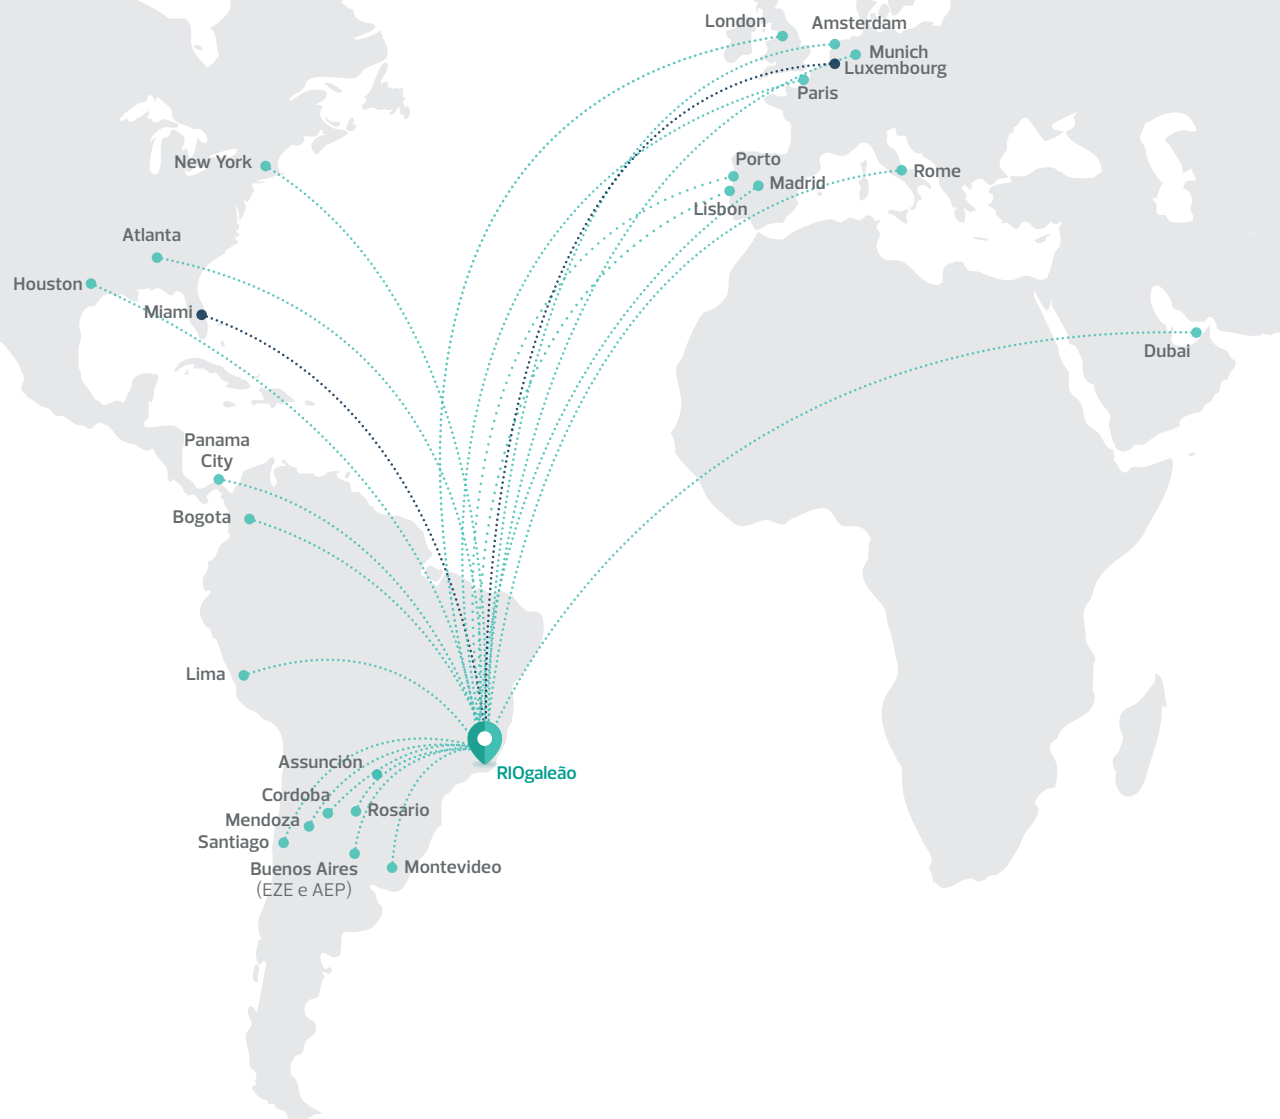 London
Amsterdam
Munich
Luxembourg
Paris
New York
Porto
Madrid
Rome
Lisbon
Atlanta
Houston
Miami
Dubai
Panama
City
Bogota
Lima
Assunción
RIOgaleão
Cordoba
Rosario
Mendoza
Santiago
Buenos Aires
(EZE e AEP)
Montevideo